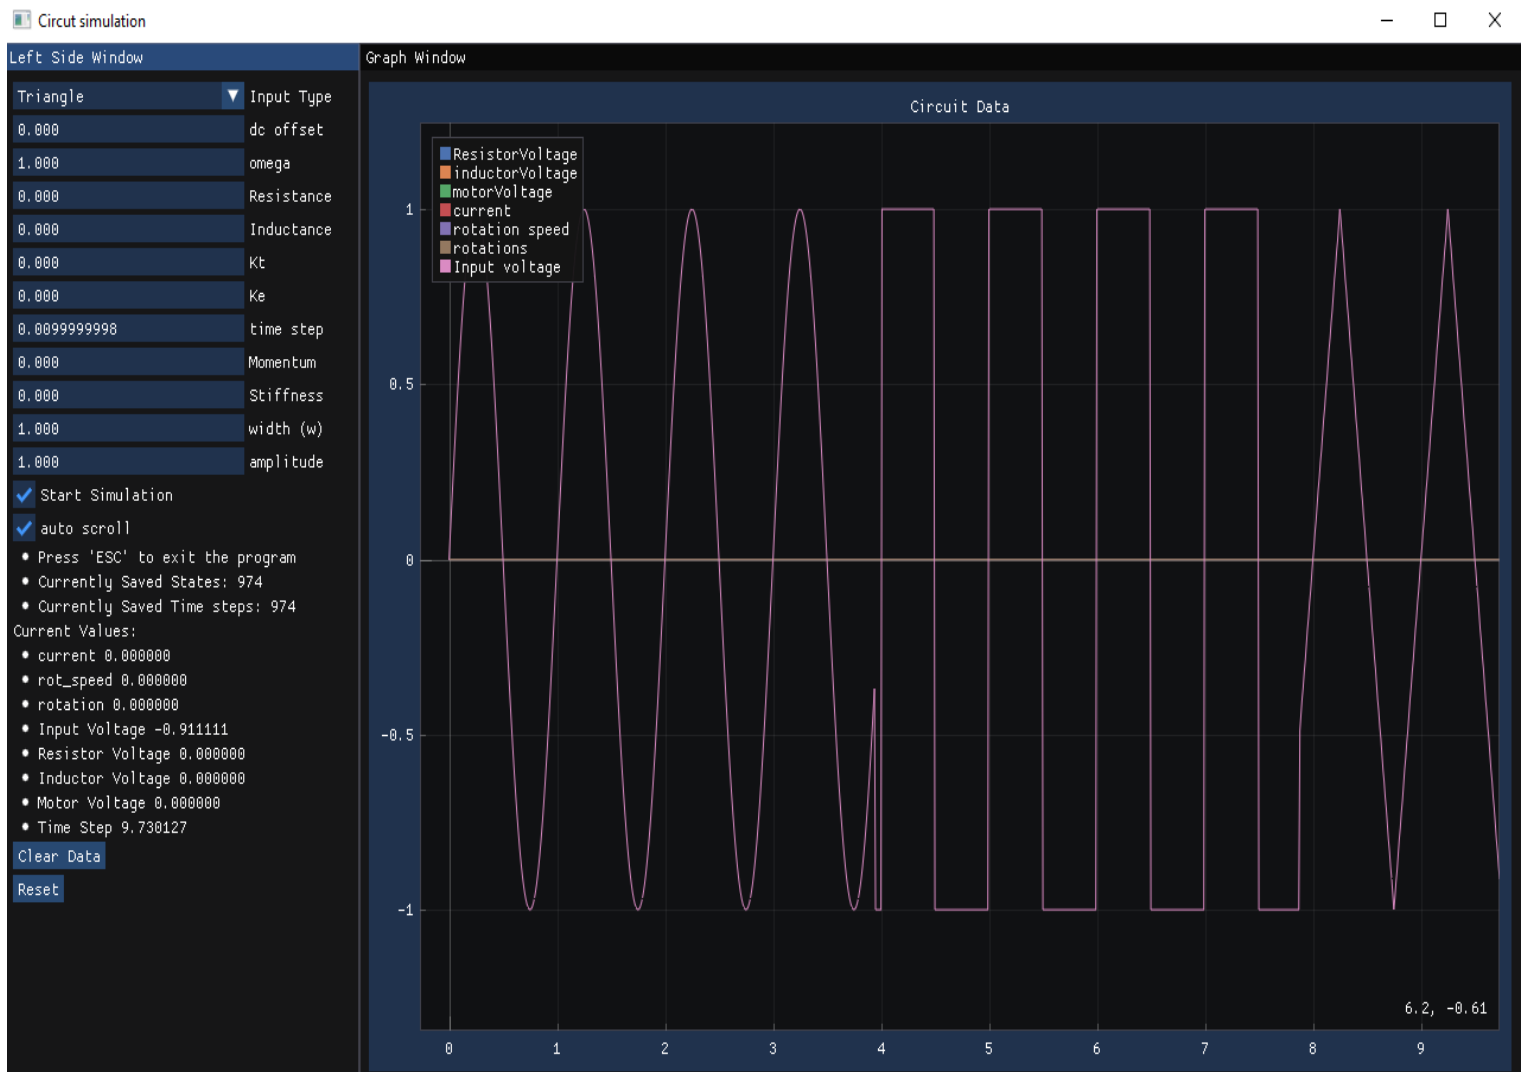 Circut simulation
Left Side Window
Triangle Input Type
0.000 dc offset
1.000 omega
0.000 Resistance
0.000 Inductance
0.000 Kt
0.000 Ke
0.0099999998 time step
0.000 Momentum
0.000 Stiffness
1.000 width (w)
1.000 amplitude
Start Simulation
auto scroll
Press 'ESC' to exit the program
Currently Saved States: 974
Currently Saved Time steps: 974
Current Values:
current 0.000000
rot_speed 0.000000
rotation 0.000000
Input Voltage -0.911111
Resistor Voltage 0.000000
Inductor Voltage 0.000000
Motor Voltage 0.000000
Time Step 9.730127
Clear Data
Reset
Graph Window
Circuit Data
ResistorVoltage
inductorVoltage
motorVoltage
current
rotation speed
rotations
Input voltage
1
0.5
0
-0.5
-1
6.2, -0.61
0 1 2 3 4 5 6 7 8 9